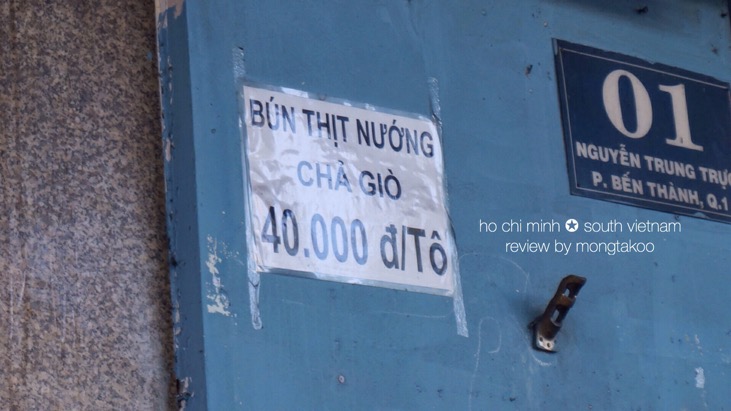 BÚN THỊT NƯỚNG
CHẢ GIÒ
40.000 đ/Tô
01
NGUYỄN TRUNG TRỰC
P. BẾN THÀNH, Q.1
ho chi minh ✪ south vietnam
review by mongtakoo